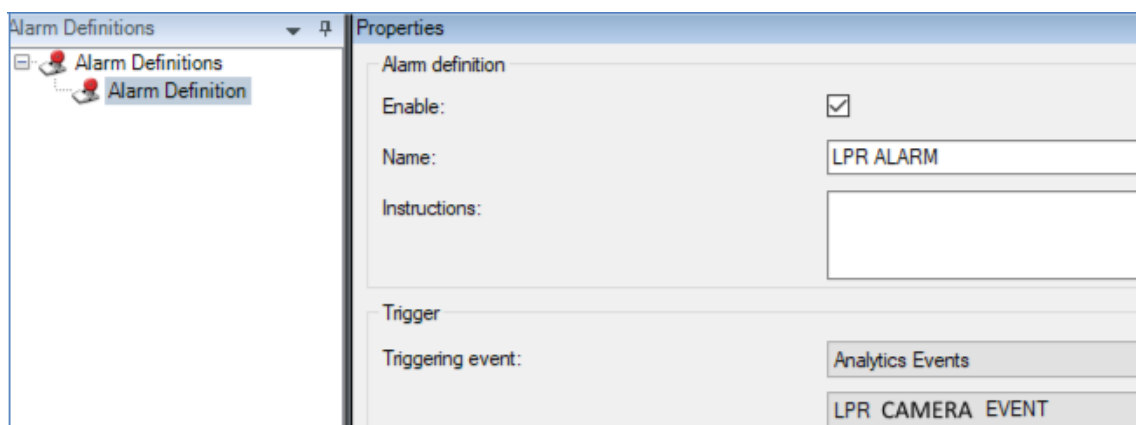 Alarm Definitions
Alarm Definitions
Alarm Definition
Properties
Alarm definition
Enable:
Name:
LPR ALARM
Instructions:
Trigger
Triggering event:
Analytics Events
LPR CAMERA EVENT